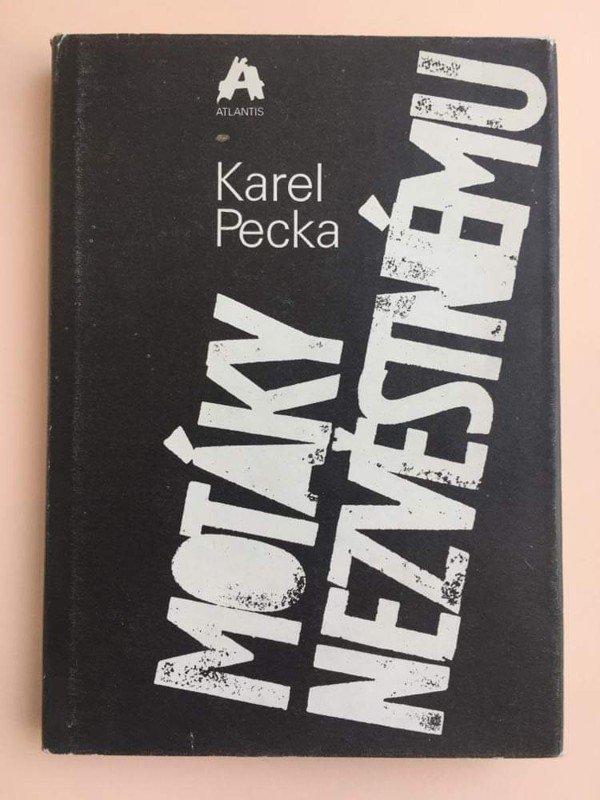 ATLANTIS
Karel
Pecka
MOTÁKY
NEZVĚSTNÉMU